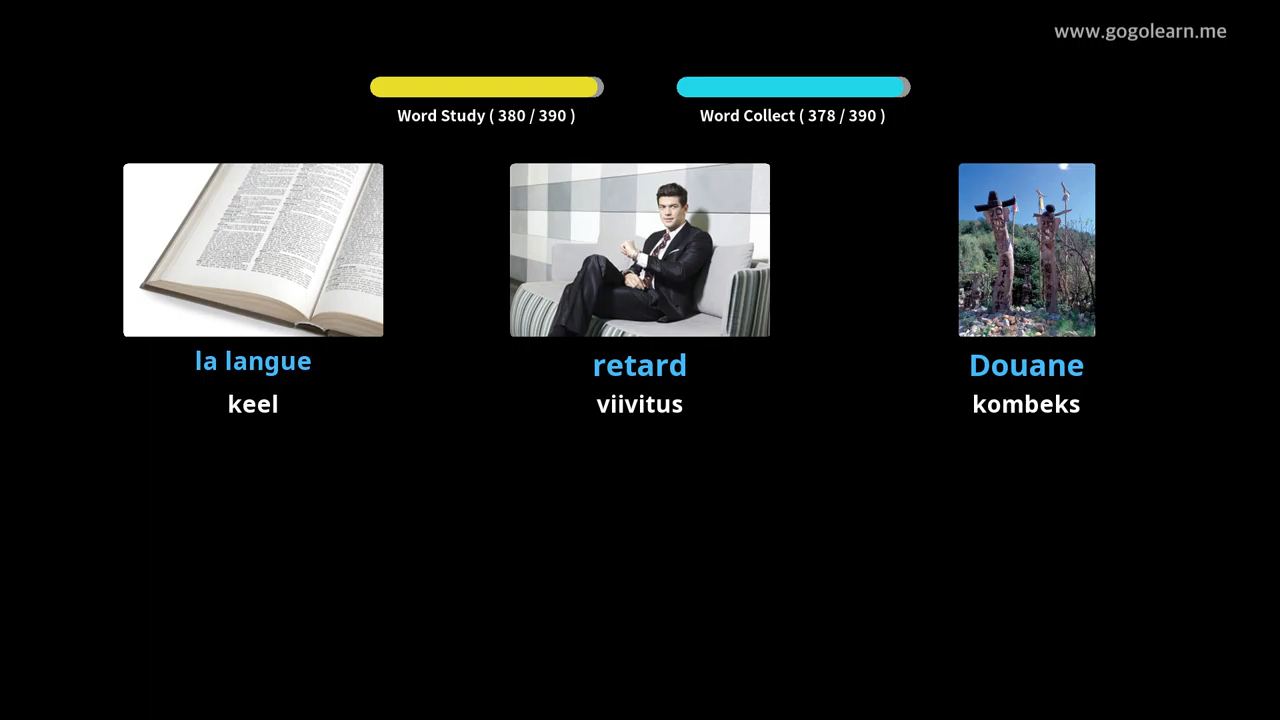 www.gogolearn.me
Word Study ( 380 / 390 )
Word Collect ( 378 / 390 )
la langue
retard
Douane
keel
viivitus
kombeks